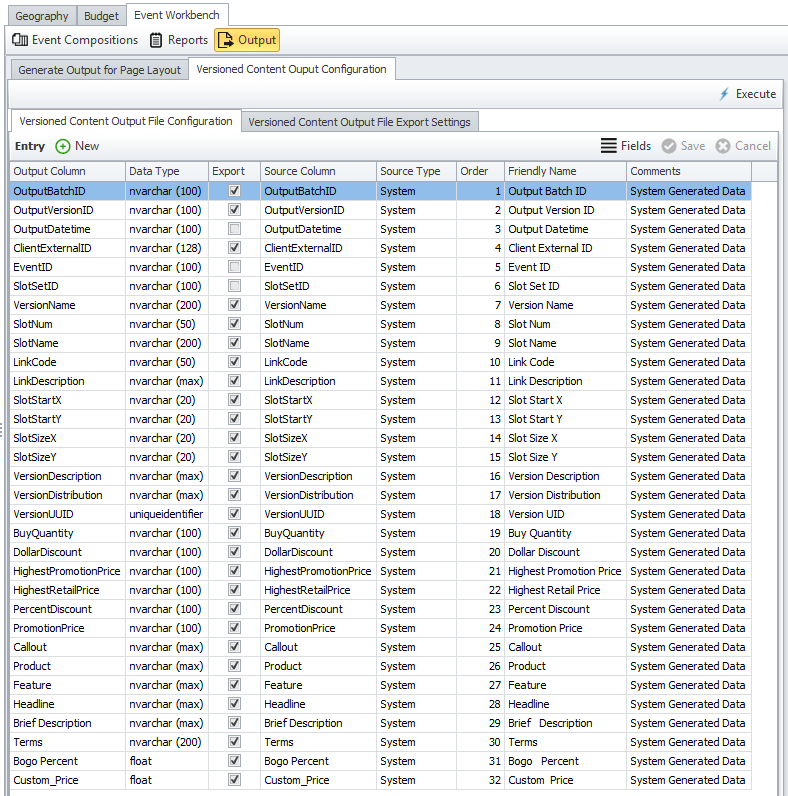 Geography Budget Event Workbench
Event Compositions Reports Output
Generate Output for Page Layout Versioned Content Ouput Configuration
Execute
Versioned Content Output File Configuration Versioned Content Output File Export Settings
Entry New Fields Save Cancel
Output Column Data Type Export Source Column Source Type Order Friendly Name Comments
OutputBatchID nvarchar (100) OutputBatchID System 1 Output Batch ID System Generated Data
OutputVersionID nvarchar (100) OutputVersionID System 2 Output Version ID System Generated Data
OutputDatetime nvarchar (100) OutputDatetime System 3 Output Datetime System Generated Data
ClientExternalID nvarchar (128) ClientExternalID System 4 Client External ID System Generated Data
EventID nvarchar (100) EventID System 5 Event ID System Generated Data
SlotSetID nvarchar (100) SlotSetID System 6 Slot Set ID System Generated Data
VersionName nvarchar (200) VersionName System 7 Version Name System Generated Data
SlotNum nvarchar (50) SlotNum System 8 Slot Num System Generated Data
SlotName nvarchar (200) SlotName System 9 Slot Name System Generated Data
LinkCode nvarchar (50) LinkCode System 10 Link Code System Generated Data
LinkDescription nvarchar (max) LinkDescription System 11 Link Description System Generated Data
SlotStartX nvarchar (20) SlotStartX System 12 Slot Start X System Generated Data
SlotStartY nvarchar (20) SlotStartY System 13 Slot Start Y System Generated Data
SlotSizeX nvarchar (20) SlotSizeX System 14 Slot Size X System Generated Data
SlotSizeY nvarchar (20) SlotSizeY System 15 Slot Size Y System Generated Data
VersionDescription nvarchar (max) VersionDescription System 16 Version Description System Generated Data
VersionDistribution nvarchar (max) VersionDistribution System 17 Version Distribution System Generated Data
VersionUUID uniqueidentifier VersionUUID System 18 Version UID System Generated Data
BuyQuantity nvarchar (100) BuyQuantity System 19 Buy Quantity System Generated Data
DollarDiscount nvarchar (100) DollarDiscount System 20 Dollar Discount System Generated Data
HighestPromotionPrice nvarchar (100) HighestPromotionPrice System 21 Highest Promotion Price System Generated Data
HighestRetailPrice nvarchar (100) HighestRetailPrice System 22 Highest Retail Price System Generated Data
PercentDiscount nvarchar (100) PercentDiscount System 23 Percent Discount System Generated Data
PromotionPrice nvarchar (100) PromotionPrice System 24 Promotion Price System Generated Data
Callout nvarchar (max) Callout System 25 Callout System Generated Data
Product nvarchar (max) Product System 26 Product System Generated Data
Feature nvarchar (max) Feature System 27 Feature System Generated Data
Headline nvarchar (max) Headline System 28 Headline System Generated Data
Brief Description nvarchar (max) Brief Description System 29 Brief Description System Generated Data
Terms nvarchar (200) Terms System 30 Terms System Generated Data
Bogo Percent float Bogo Percent System 31 Bogo Percent System Generated Data
Custom_Price float Custom_Price System 32 Custom Price System Generated Data